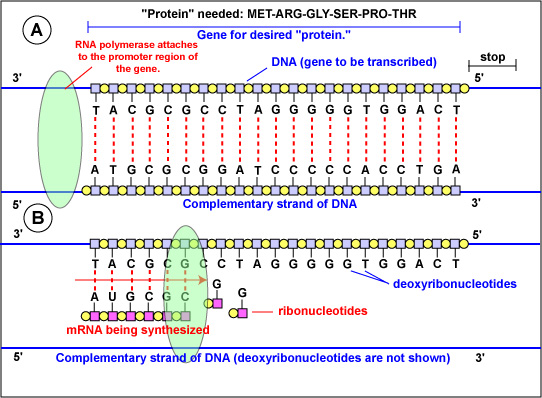 "Protein" needed: MET-ARG-GLY-SER-PRO-THR
A
Gene for desired "protein."
RNA polymerase attaches
to the promoter region of
the gene.
DNA (gene to be transcribed)
stop
3'
5'
T A C G C G C C T A G G G G G T G G A C T
A T G C G C G G A T C C C C C A C C T G A
5'
Complementary strand of DNA
3'
B
3'
5'
T A C G C G C C T A G G G G G T G G A C T
deoxyribonucleotides
A U G C G C
G
G
ribonucleotides
mRNA being synthesized
5'
Complementary strand of DNA (deoxyribonucleotides are not shown)
3'